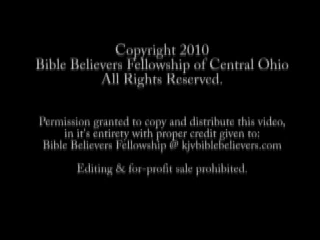 Copyright 2010
Bible Believers Fellowship of Central Ohio
All Rights Reserved.
Permission granted to copy and distribute this video,
in it's entirety with proper credit given to:
Bible Believers Fellowship @ kjvbiblebelievers.com
Editing & for-profit sale prohibited.